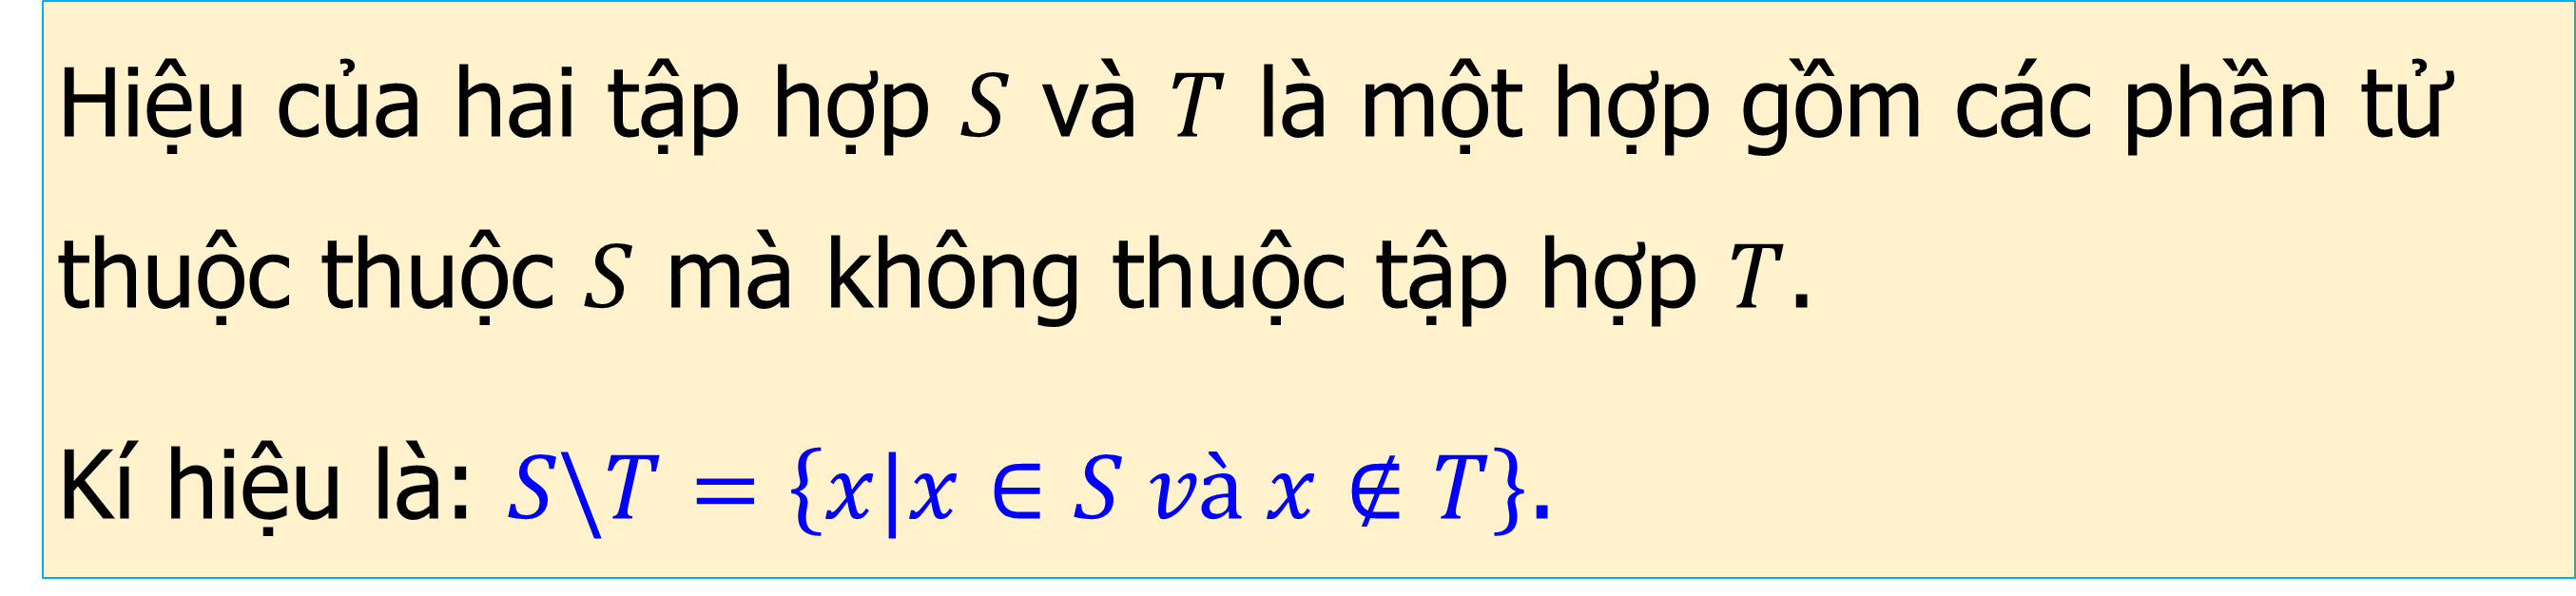 Hiệu của hai tập hợp S và T là một hợp gồm các phần tử
thuộc thuộc S mà không thuộc tập hợp T.
Kí hiệu là: S\T = {x|x ∈ S và x ∉ T}.